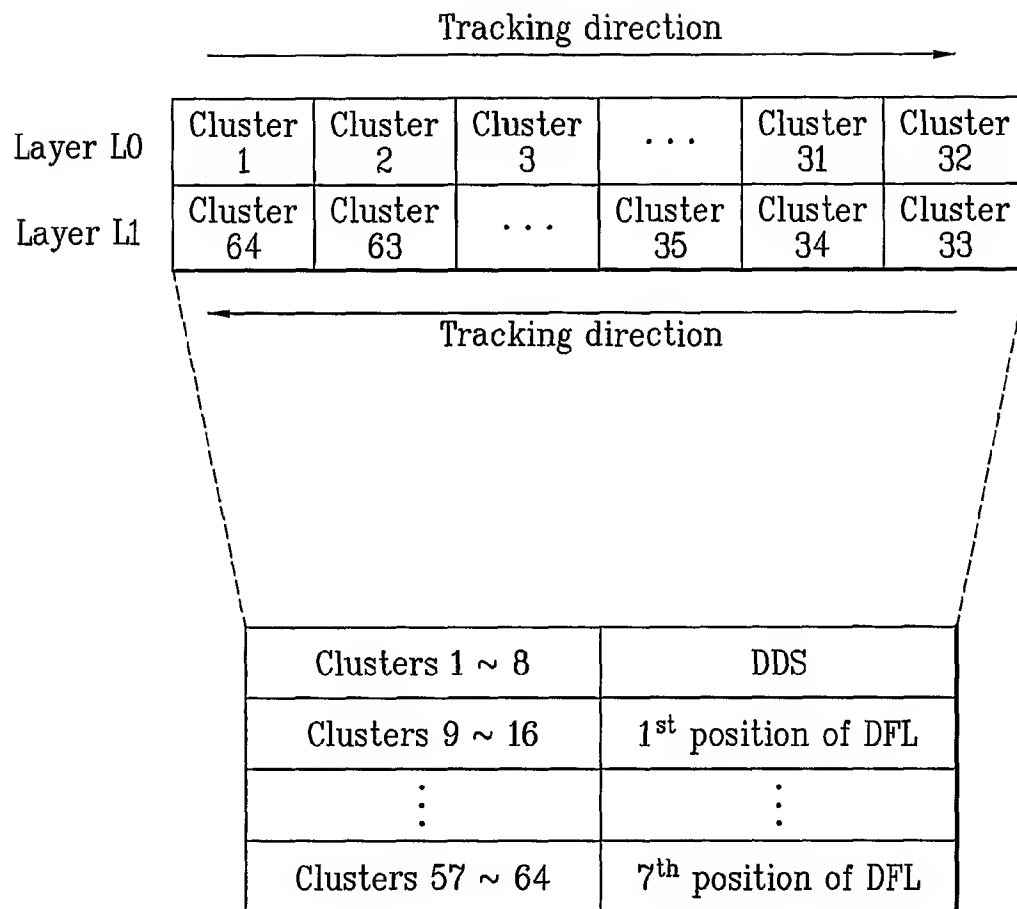 Tracking direction
Layer L0
Cluster 1
Cluster 2
Cluster 3
...
Cluster 31
Cluster 32
Layer L1
Cluster 64
Cluster 63
...
Cluster 35
Cluster 34
Cluster 33
Tracking direction
Clusters 1 ~ 8
DDS
Clusters 9 ~ 16
1st position of DFL
⋮
⋮
Clusters 57 ~ 64
7th position of DFL